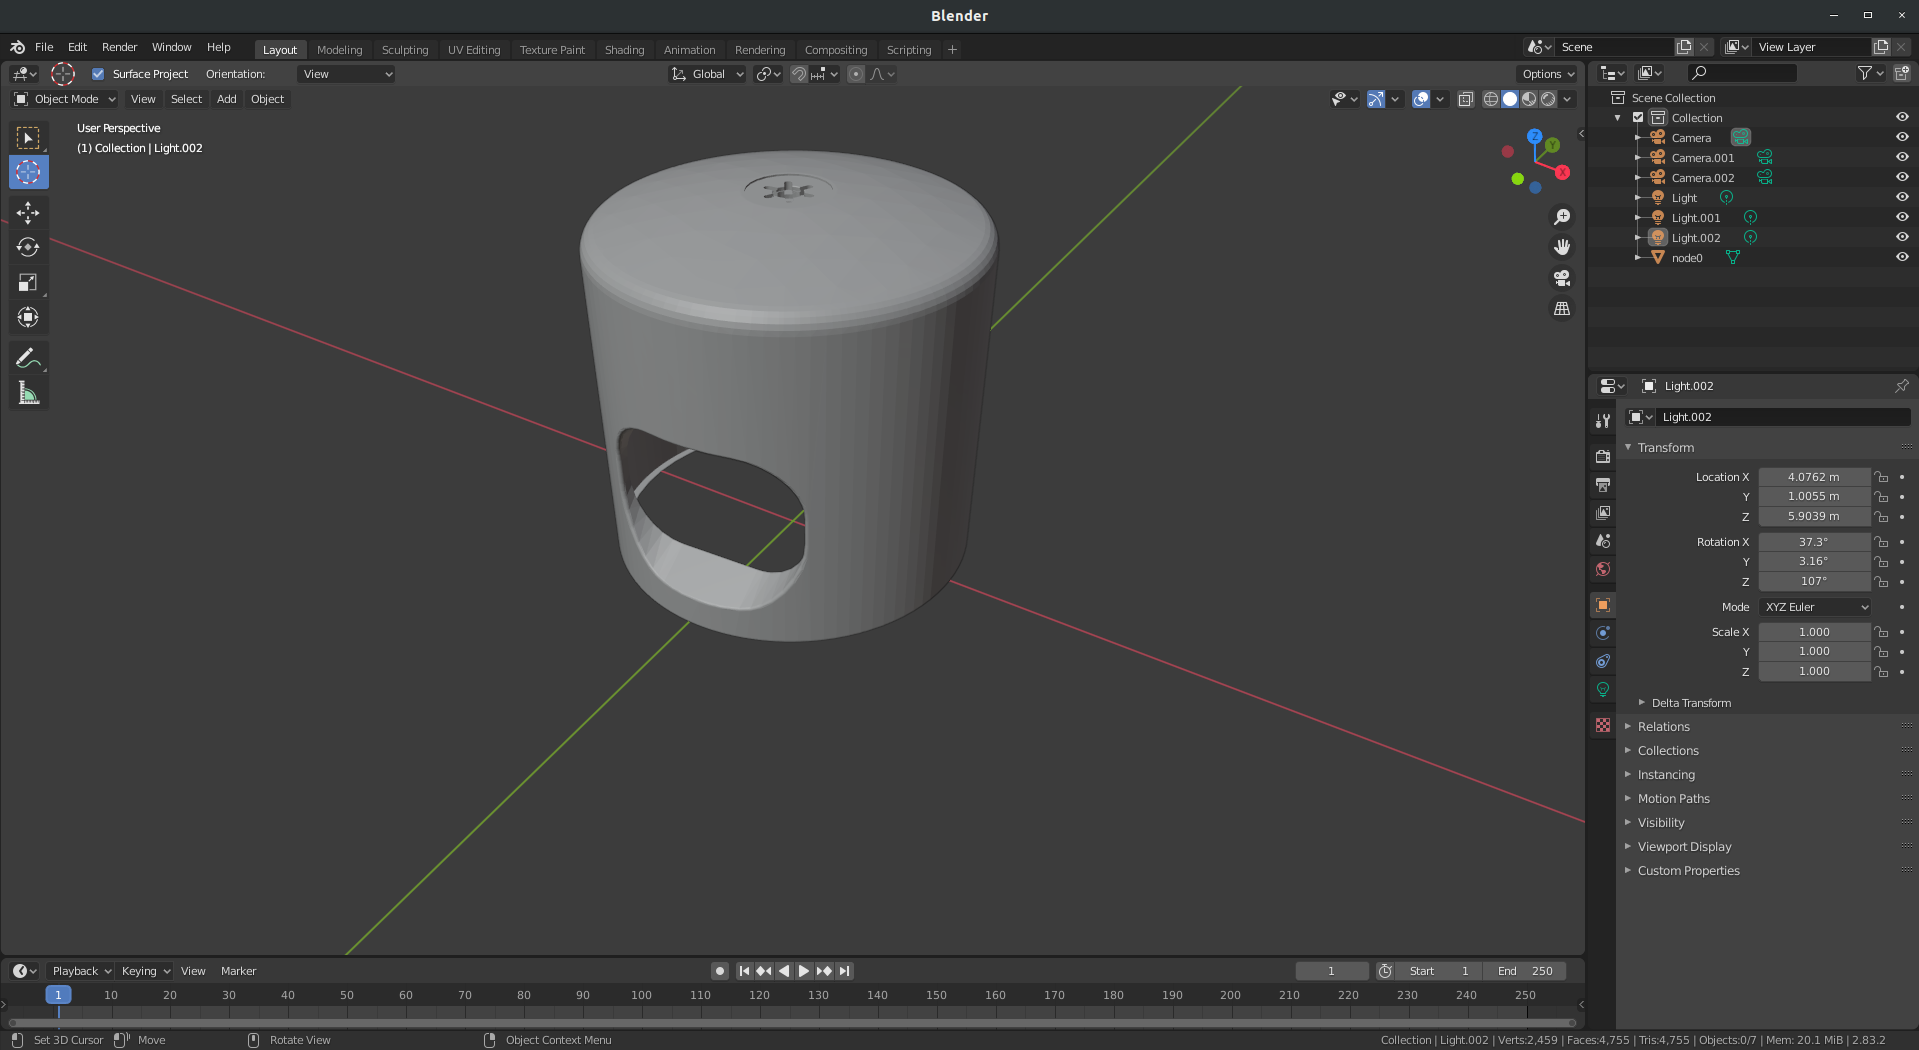 Blender
File Edit Render Window Help Layout Modeling Sculpting UV Editing Texture Paint Shading Animation Rendering Compositing Scripting + Scene View Layer
Surface Project Orientation: View Global Options
Object Mode View Select Add Object
User Perspective
(1) Collection | Light.002
Z
Y
X
Scene Collection
Collection
Camera
Camera.001
Camera.002
Light
Light.001
Light.002
node0
Light.002
Light.002
Transform
Location X 4.0762 m
Y 1.0055 m
Z 5.9039 m
Rotation X 37.3°
Y 3.16°
Z 107°
Mode XYZ Euler
Scale X 1.000
Y 1.000
Z 1.000
Delta Transform
Relations
Collections
Instancing
Motion Paths
Visibility
Viewport Display
Custom Properties
Playback Keying View Marker 1 Start 1 End 250
1 10 20 30 40 50 60 70 80 90 100 110 120 130 140 150 160 170 180 190 200 210 220 230 240 250
Set 3D Cursor Move Rotate View Object Context Menu Collection | Light.002 | Verts:2,459 | Faces:4,755 | Tris:4,755 | Objects:0/7 | Mem: 20.1 MiB | 2.83.2